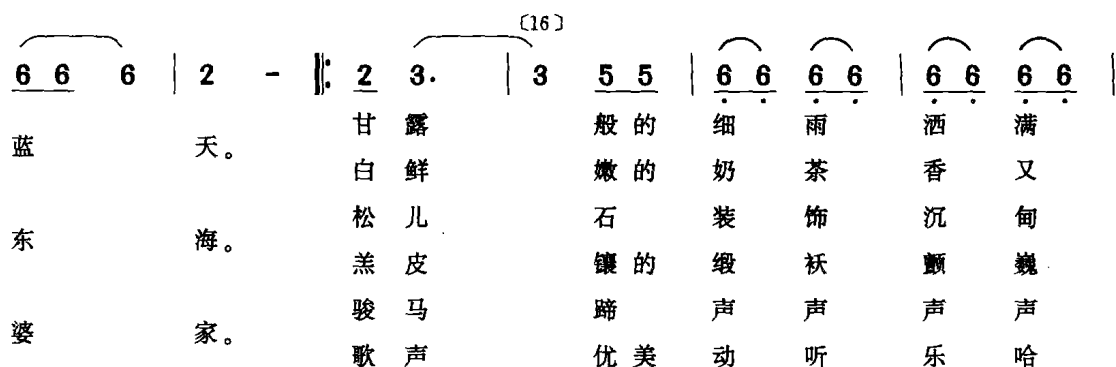 〔16〕
6 6 6 | 2 - ‖: 2 3. | 3 5 5 | 6 6 6 6 | 6 6 6 6 |
蓝 天。
东 海。
婆 家。
甘 露 般 的 细 雨 洒 满
白 鲜 嫩 的 奶 茶 香 又
松 儿 石 装 饰 沉 甸
羔 皮 镶 的 缎 袄 颤 巍
骏 马 蹄 声 声 声 声
歌 声 优 美 动 听 乐 哈